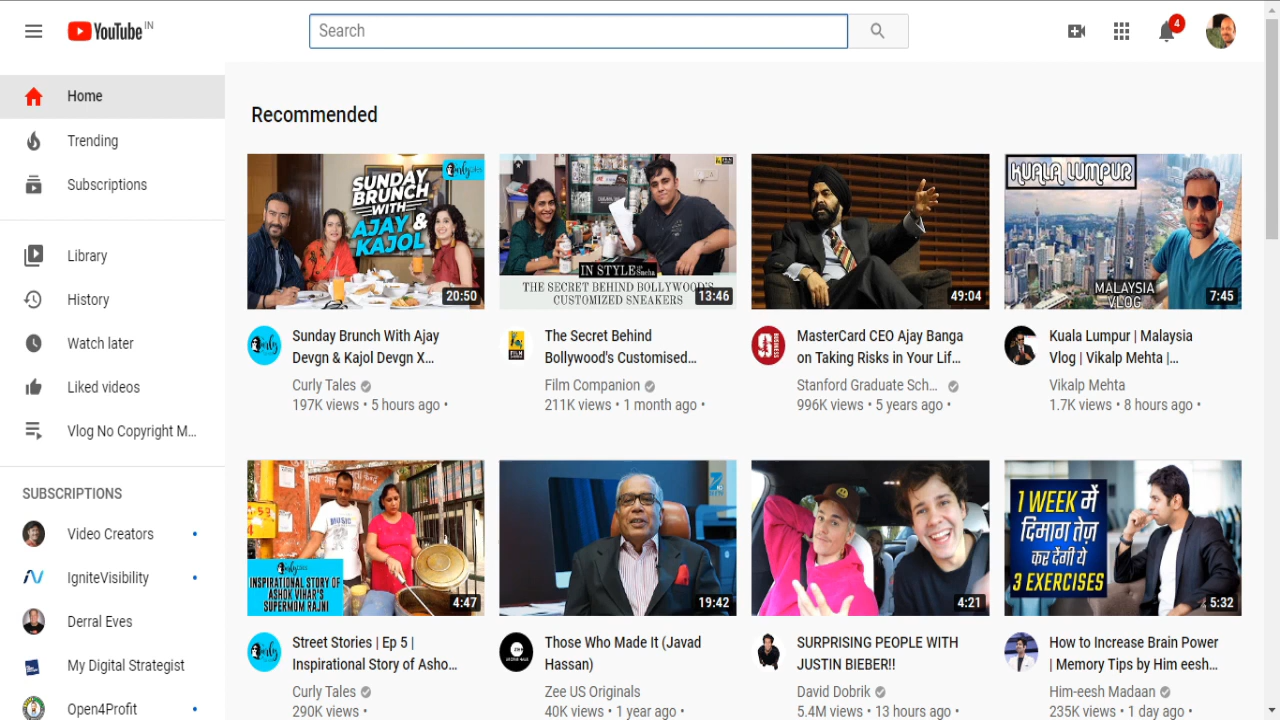 YouTube IN
Search
4
Home
Trending
Subscriptions
Library
History
Watch later
Liked videos
Vlog No Copyright M...
SUBSCRIPTIONS
Video Creators
IgniteVisibility
Derral Eves
My Digital Strategist
Open4Profit
Recommended
SUNDAY
BRUNCH
WITH
AJAY &
KAJOL
20:50
Sunday Brunch With Ajay
Devgn & Kajol Devgn X...
Curly Tales
197K views • 5 hours ago •
IN STYLE
THE SECRET BEHIND BOLLYWOOD'S
CUSTOMIZED SNEAKERS
13:46
The Secret Behind
Bollywood's Customised...
Film Companion
211K views • 1 month ago •
49:04
MasterCard CEO Ajay Banga
on Taking Risks in Your Lif...
Stanford Graduate Sch...
996K views • 5 years ago •
KUALA LUMPUR
MALAYSIA
VLOG
7:45
Kuala Lumpur | Malaysia
Vlog | Vikalp Mehta |...
Vikalp Mehta
1.7K views • 8 hours ago •
MUSIC
INSPIRATIONAL STORY OF
ASHOK VIHAR'S
SUPERMOM RAJNI
4:47
Street Stories | Ep 5 |
Inspirational Story of Asho...
Curly Tales
290K views •
19:42
Those Who Made It (Javad
Hassan)
Zee US Originals
40K views • 1 year ago •
4:21
SURPRISING PEOPLE WITH
JUSTIN BIEBER!!
David Dobrik
5.4M views • 13 hours ago •
1 WEEK में
दिमाग तेज़
कर देंगी ये
3 EXERCISES
5:32
How to Increase Brain Power
| Memory Tips by Him eesh...
Him-eesh Madaan
235K views • 1 day ago •